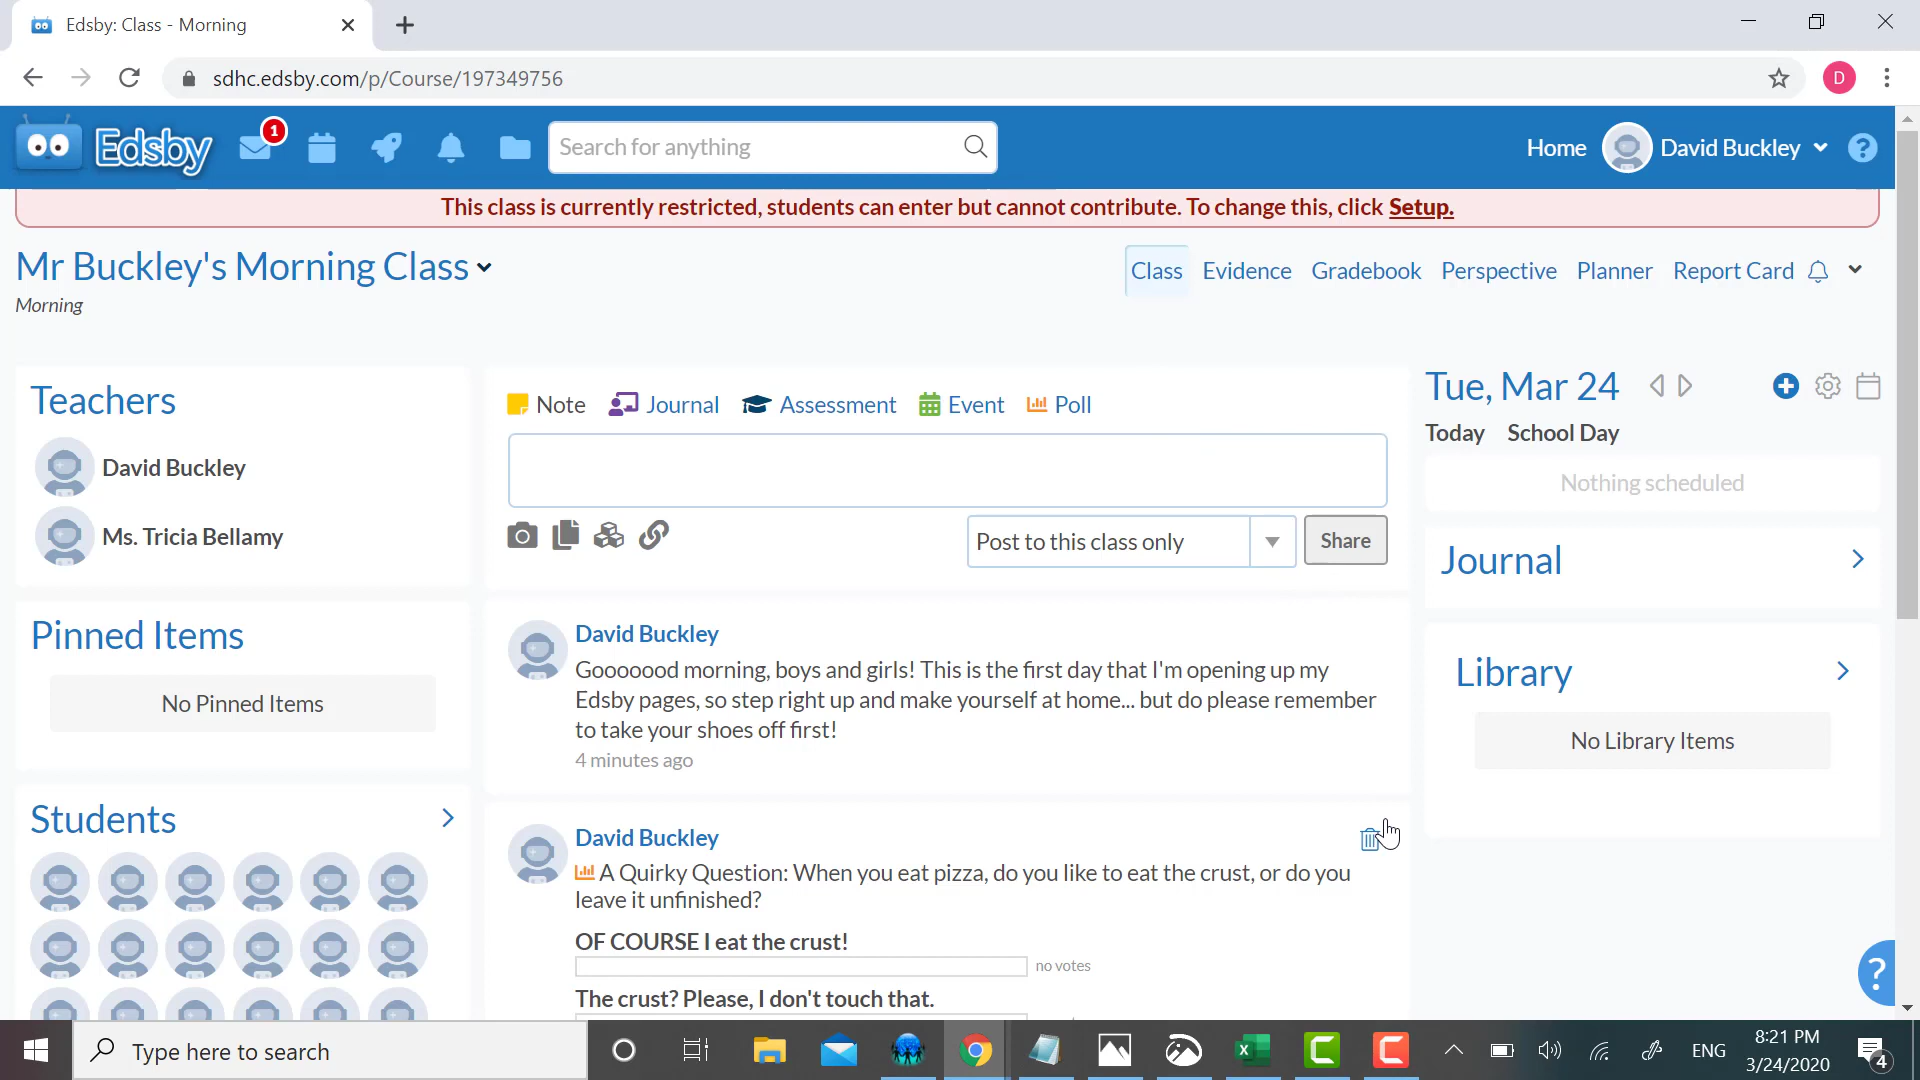 Edsby: Class - Morning
sdhc.edsby.com/p/Course/197349756
D
Edsby
1
Search for anything
Home
David Buckley
?
This class is currently restricted, students can enter but cannot contribute. To change this, click Setup.
Mr Buckley's Morning Class
Morning
Class Evidence Gradebook Perspective Planner Report Card
Teachers
David Buckley
Ms. Tricia Bellamy
Pinned Items
No Pinned Items
Students
Note Journal Assessment Event Poll
Post to this class only
Share
David Buckley
Gooooood morning, boys and girls! This is the first day that I'm opening up my
Edsby pages, so step right up and make yourself at home... but do please remember
to take your shoes off first!
4 minutes ago
David Buckley
A Quirky Question: When you eat pizza, do you like to eat the crust, or do you
leave it unfinished?
OF COURSE I eat the crust!
no votes
The crust? Please, I don't touch that.
Tue, Mar 24
Today School Day
Nothing scheduled
Journal
Library
No Library Items
?
Type here to search
ENG
8:21 PM
3/24/2020
4